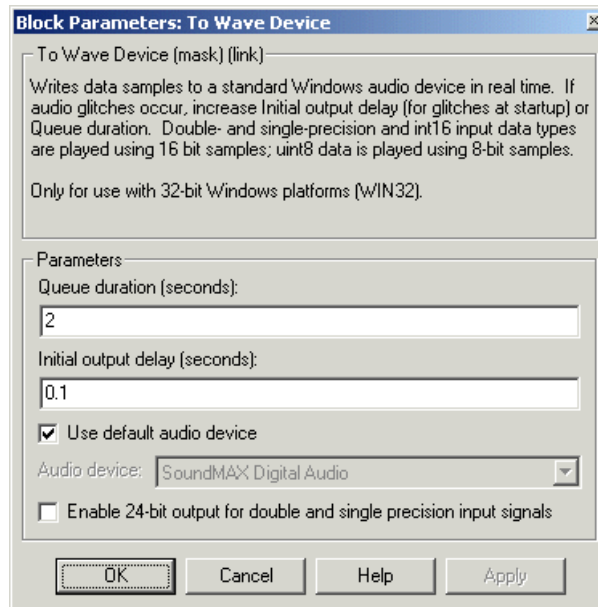 Block Parameters: To Wave Device
To Wave Device (mask) (link)
Writes data samples to a standard Windows audio device in real time. If
audio glitches occur, increase Initial output delay (for glitches at startup) or
Queue duration. Double- and single-precision and int16 input data types
are played using 16 bit samples; uint8 data is played using 8-bit samples.
Only for use with 32-bit Windows platforms (WIN32).
Parameters
Queue duration (seconds):
2
Initial output delay (seconds):
0.1
Use default audio device
Audio device: SoundMAX Digital Audio
Enable 24-bit output for double and single precision input signals
OK Cancel Help Apply